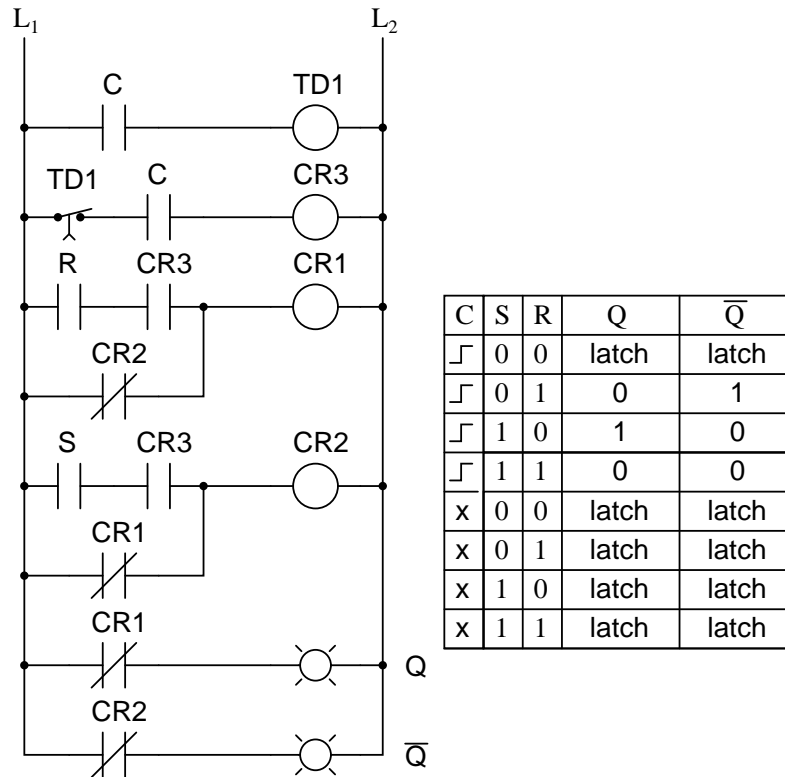 L₁ L₂
C TD1
TD1 C CR3
R CR3 CR1
CR2
S CR3 CR2
CR1
CR1
Q
CR2
Q̅
C S R Q Q̅
0 0 latch latch
0 1 0 1
1 0 1 0
1 1 0 0
x 0 0 latch latch
x 0 1 latch latch
x 1 0 latch latch
x 1 1 latch latch